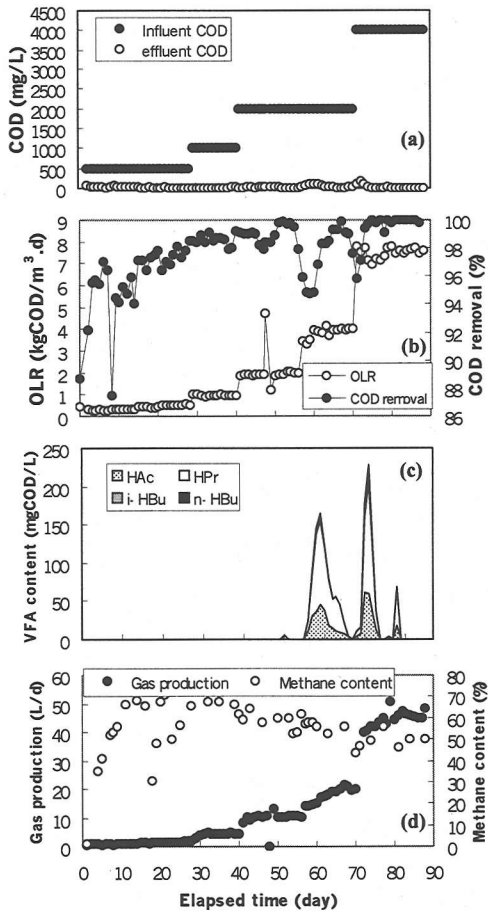 4500
4000
3500
3000
2500
2000
1500
1000
500
0
COD (mg/L)
Influent COD
effluent COD
(a)
9
8
7
6
5
4
3
2
1
0
OLR (kgCOD/m³.d)
100
98
96
94
92
90
88
86
COD removal (%)
(b)
OLR
COD removal
250
200
150
100
50
0
VFA content (mgCOD/L)
HAc
HPr
i- HBu
n- HBu
(c)
60
50
40
30
20
10
0
Gas production (L/d)
Gas production
Methane content
80
70
60
50
40
30
20
10
0
Methane content (%)
(d)
0 10 20 30 40 50 60 70 80 90 100
Elapsed time (day)